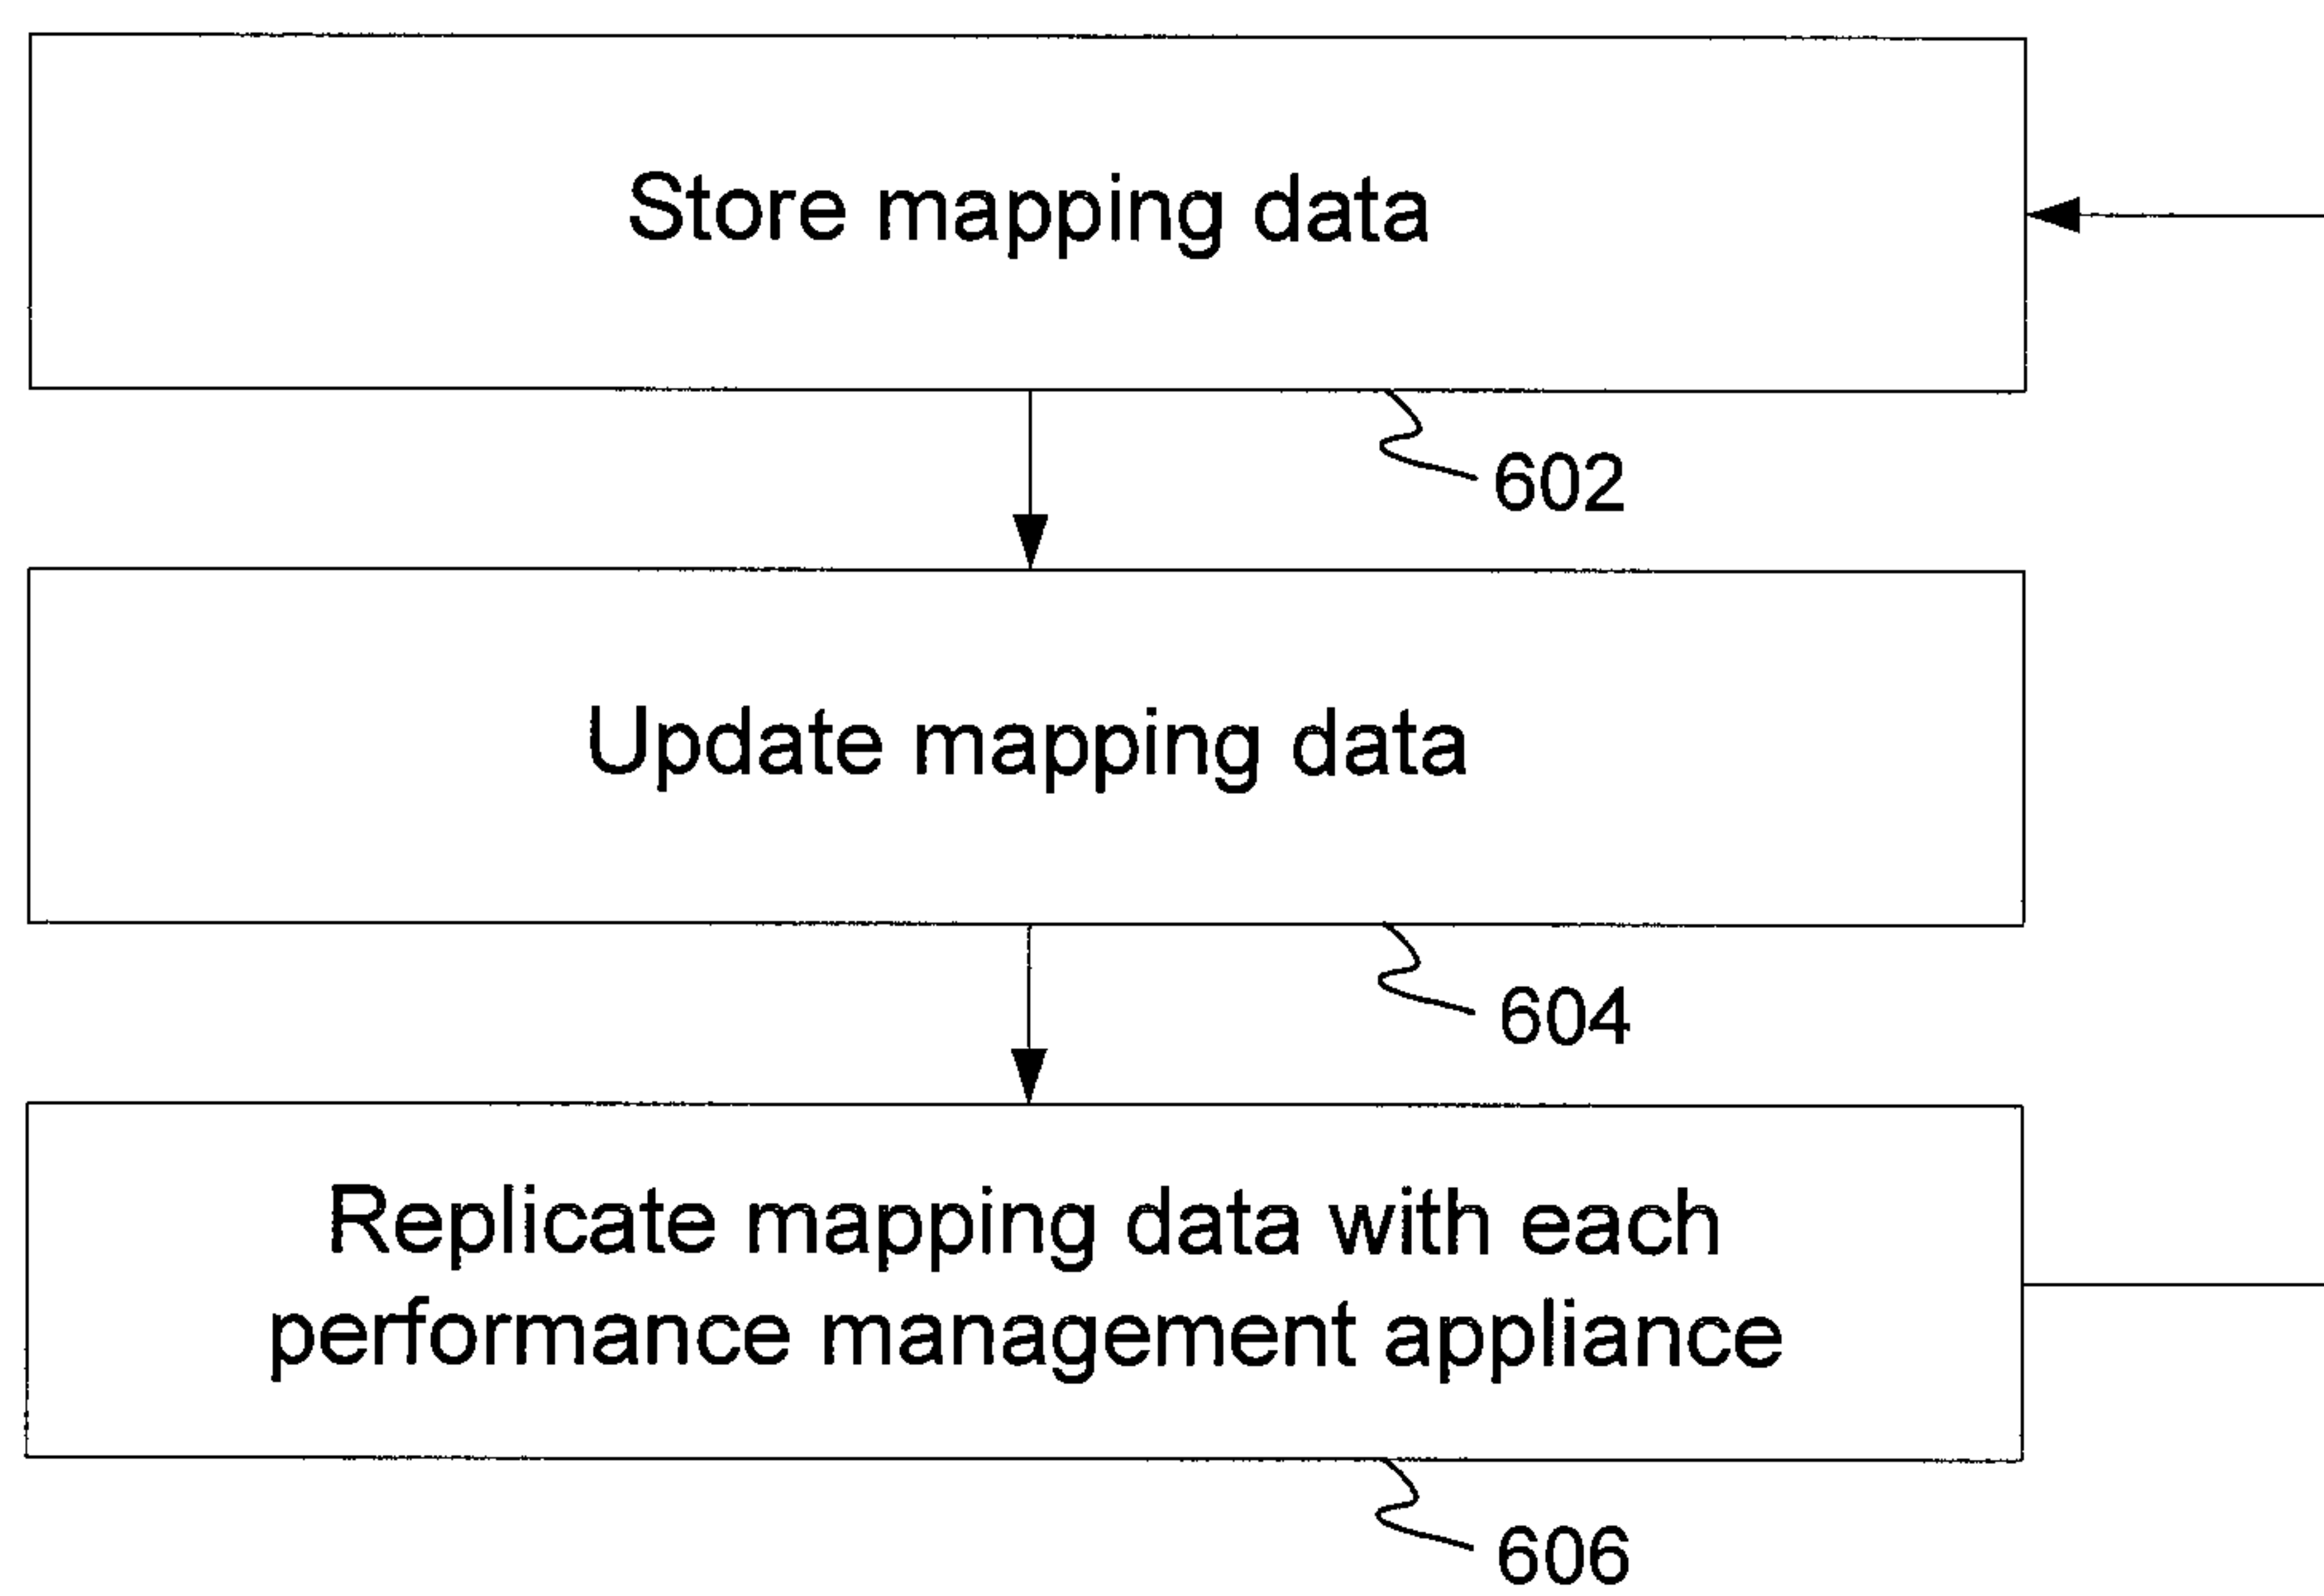 Store mapping data
602
Update mapping data
604
Replicate mapping data with each
performance management appliance
606